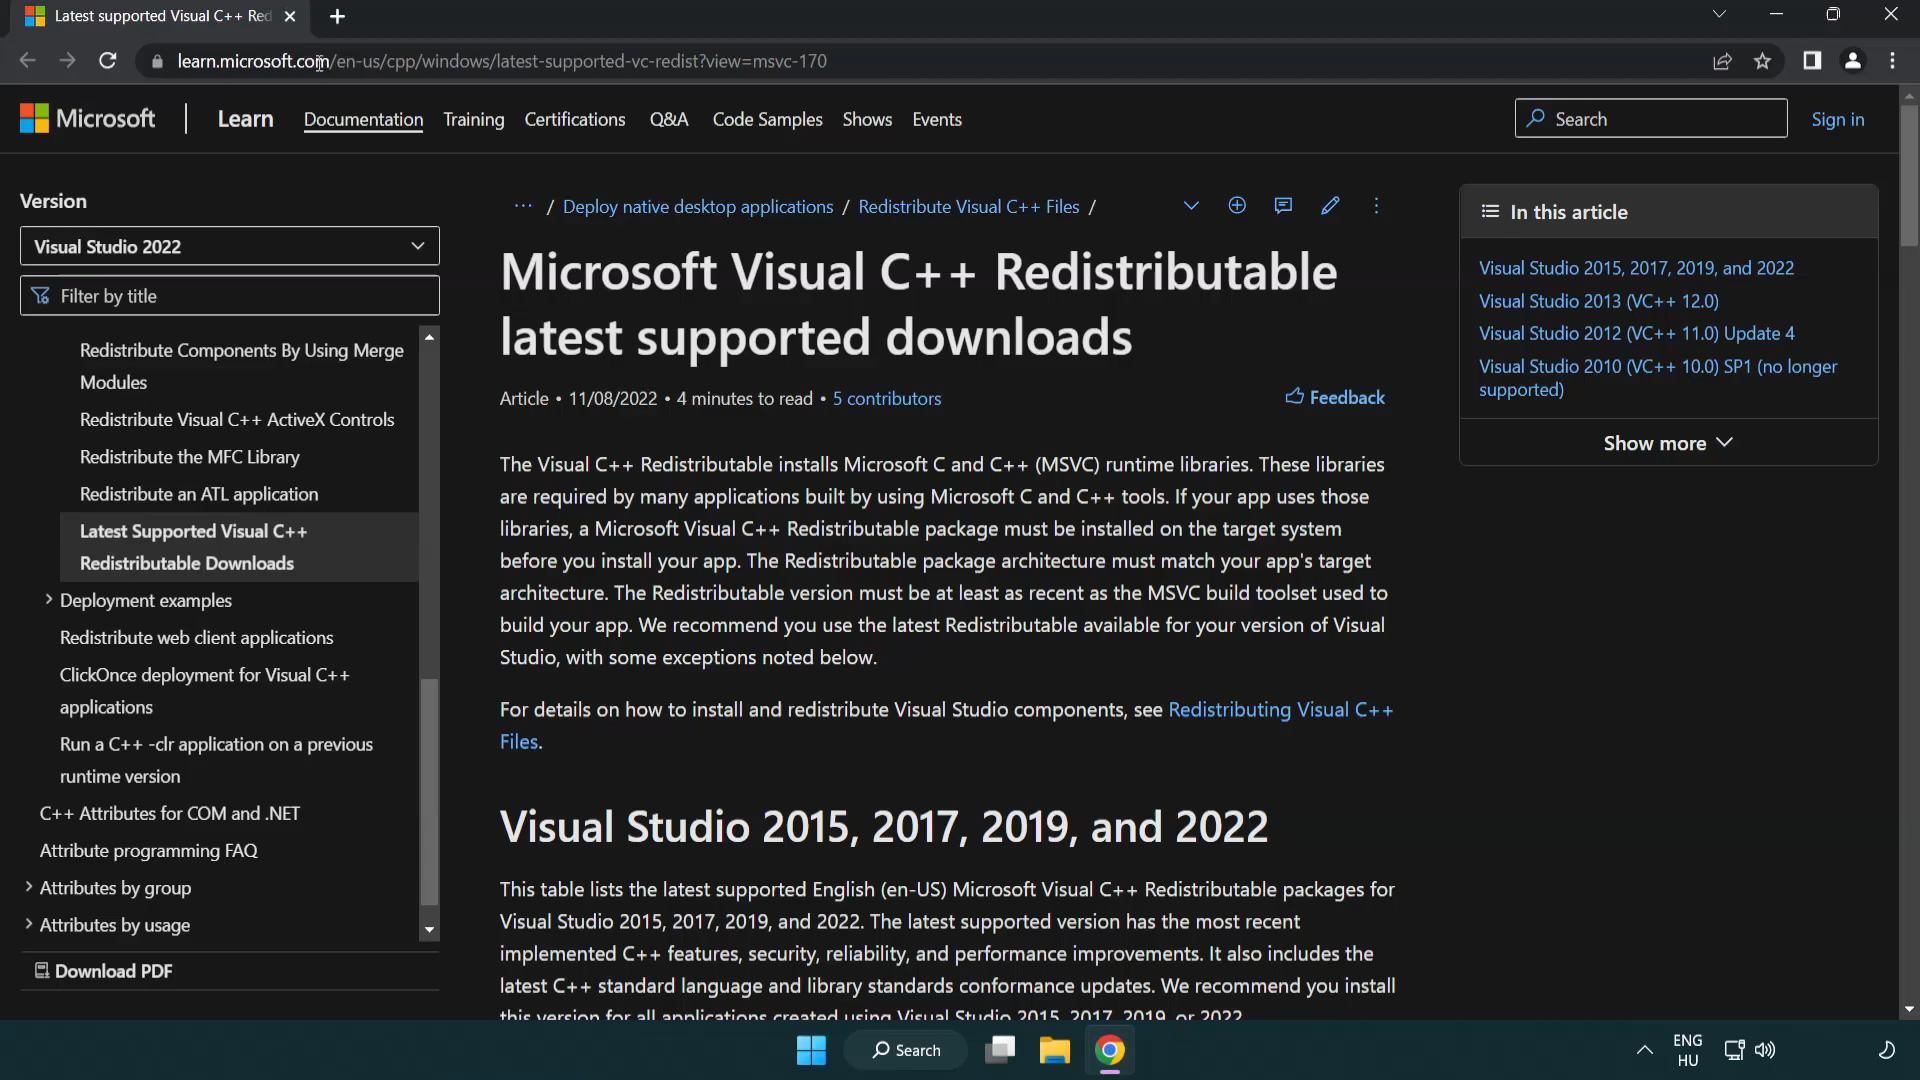 Latest supported Visual C++ Red
learn.microsoft.com/en-us/cpp/windows/latest-supported-vc-redist?view=msvc-170
Microsoft
Learn
Documentation
Training
Certifications
Q&A
Code Samples
Shows
Events
Search
Sign in
Version
Visual Studio 2022
Filter by title
Redistribute Components By Using Merge
Modules
Redistribute Visual C++ ActiveX Controls
Redistribute the MFC Library
Redistribute an ATL application
Latest Supported Visual C++
Redistributable Downloads
Deployment examples
Redistribute web client applications
ClickOnce deployment for Visual C++
applications
Run a C++ -clr application on a previous
runtime version
C++ Attributes for COM and .NET
Attribute programming FAQ
Attributes by group
Attributes by usage
Download PDF
... / Deploy native desktop applications / Redistribute Visual C++ Files /
Microsoft Visual C++ Redistributable
latest supported downloads
Article • 11/08/2022 • 4 minutes to read • 5 contributors
Feedback
The Visual C++ Redistributable installs Microsoft C and C++ (MSVC) runtime libraries. These libraries
are required by many applications built by using Microsoft C and C++ tools. If your app uses those
libraries, a Microsoft Visual C++ Redistributable package must be installed on the target system
before you install your app. The Redistributable package architecture must match your app's target
architecture. The Redistributable version must be at least as recent as the MSVC build toolset used to
build your app. We recommend you use the latest Redistributable available for your version of Visual
Studio, with some exceptions noted below.
For details on how to install and redistribute Visual Studio components, see Redistributing Visual C++
Files.
Visual Studio 2015, 2017, 2019, and 2022
This table lists the latest supported English (en-US) Microsoft Visual C++ Redistributable packages for
Visual Studio 2015, 2017, 2019, and 2022. The latest supported version has the most recent
implemented C++ features, security, reliability, and performance improvements. It also includes the
latest C++ standard language and library standards conformance updates. We recommend you install
this version for all applications created using Visual Studio 2015, 2017, 2019, or 2022.
In this article
Visual Studio 2015, 2017, 2019, and 2022
Visual Studio 2013 (VC++ 12.0)
Visual Studio 2012 (VC++ 11.0) Update 4
Visual Studio 2010 (VC++ 10.0) SP1 (no longer
supported)
Show more
Search
ENG
HU